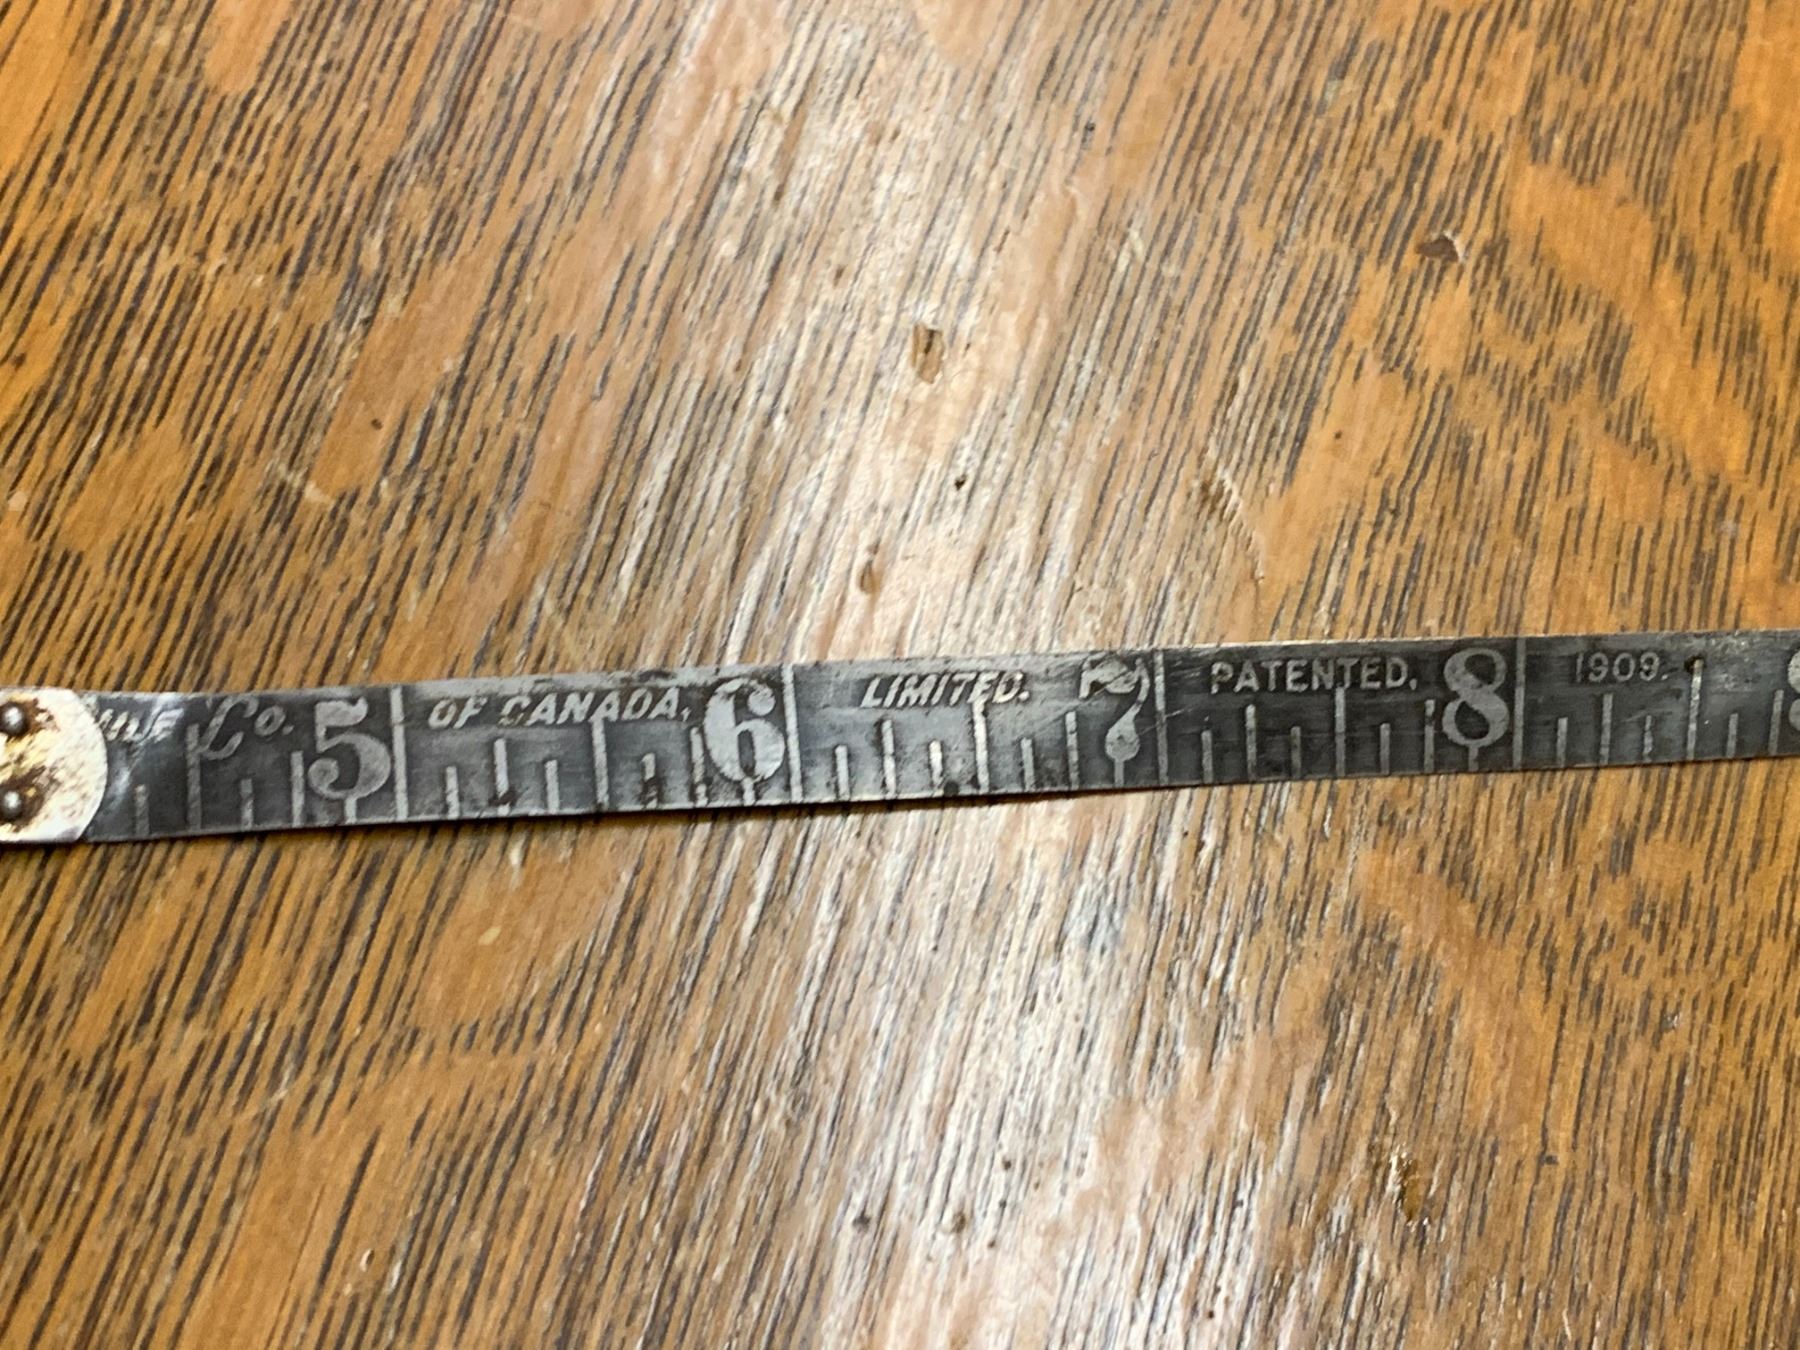 Co. 5 OF CANADA, 6 LIMITED. 7 PATENTED. 8 1909.